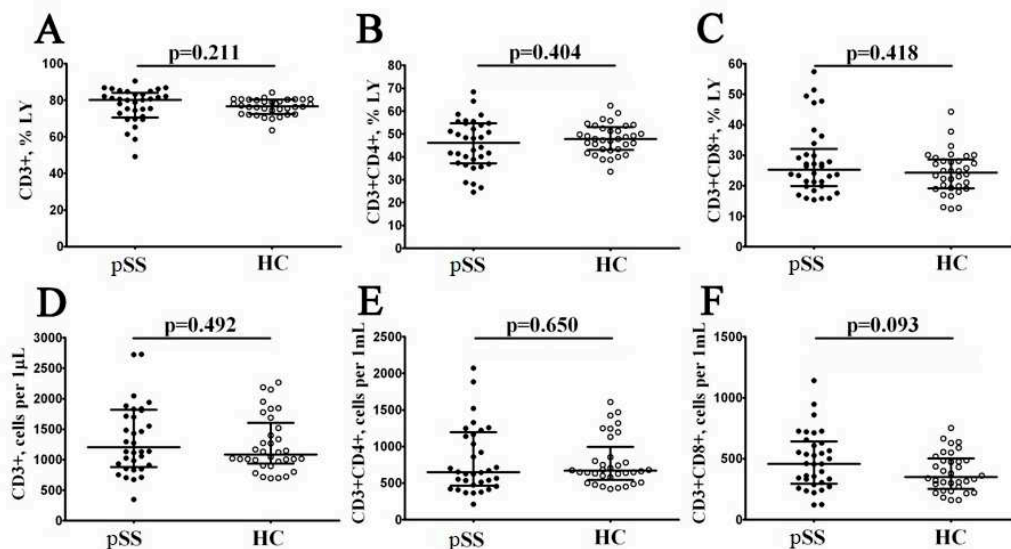 A
p=0.211
CD3+, % LY
100
80
60
40
20
0
pSS
HC
B
p=0.404
CD3+CD4+, % LY
80
70
60
50
40
30
20
10
0
pSS
HC
C
p=0.418
CD3+CD8+, % LY
60
50
40
30
20
10
0
pSS
HC
D
p=0.492
CD3+, cells per 1µL
3000
2500
2000
1500
1000
500
0
pSS
HC
E
p=0.650
CD3+CD4+, cells per 1mL
2500
2000
1500
1000
500
0
pSS
HC
F
p=0.093
CD3+CD8+, cells per 1mL
1500
1000
500
0
pSS
HC